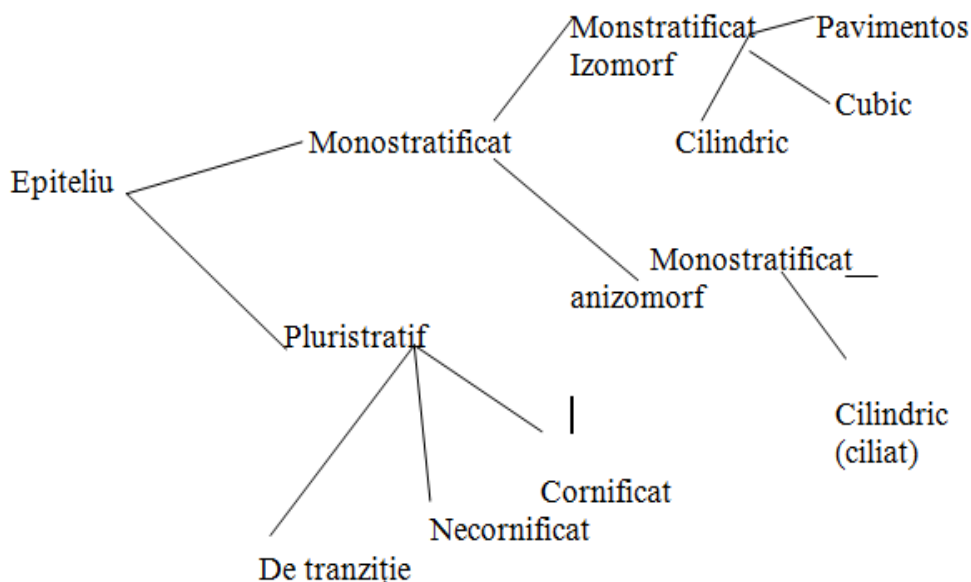 Monstratificat
Izomorf
Pavimentos
Cubic
Cilindric
Monostratificat
Epiteliu
Monostratificat
anizomorf
Pluristratif
Cilindric
(ciliat)
Cornificat
Necornificat
De tranziție